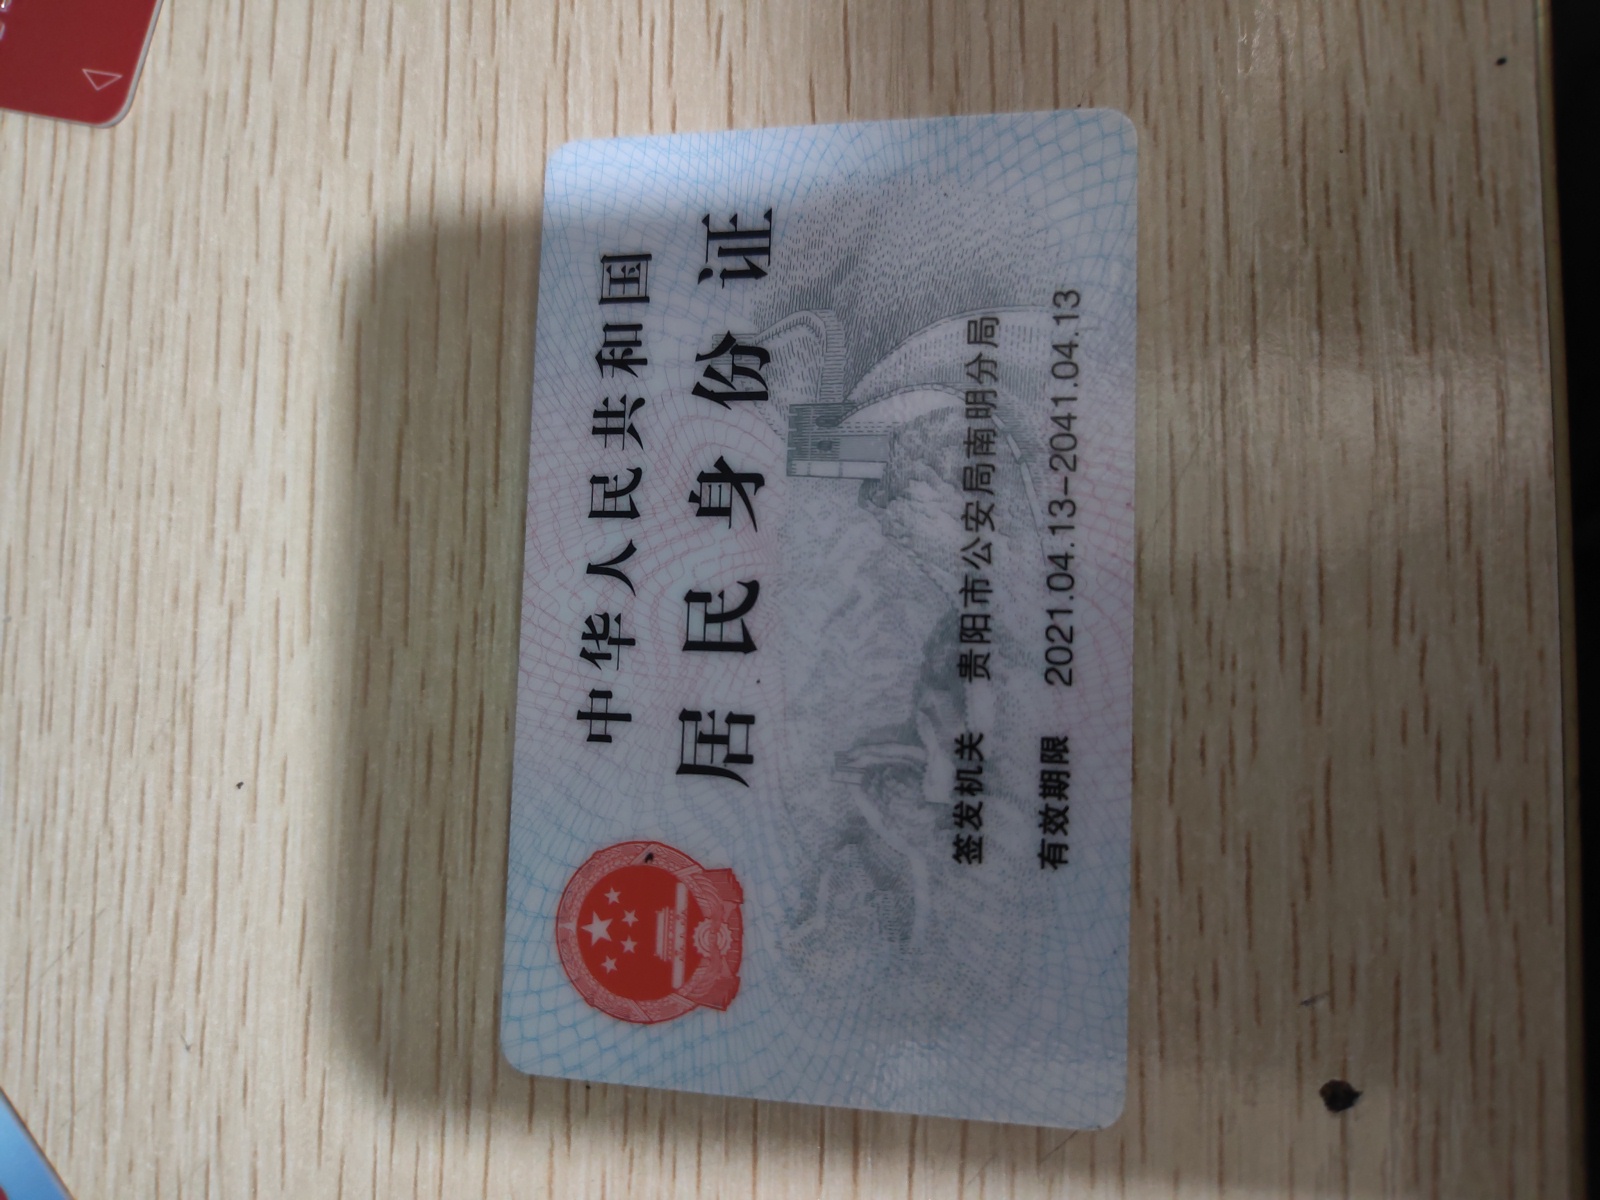 中华人民共和国
居民身份证
签发机关 贵阳市公安局南明分局
有效期限 2021.04.13-2041.04.13